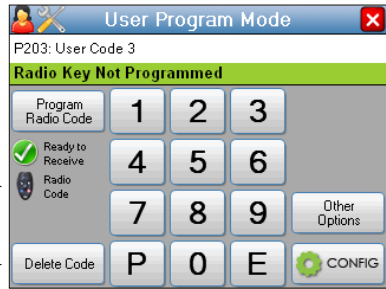 User Program Mode
P203: User Code 3
Radio Key Not Programmed
Program
Radio Code
1 2 3
Ready to
Receive
4 5 6
Radio
Code
7 8 9
Other
Options
Delete Code
P 0 E
CONFIG